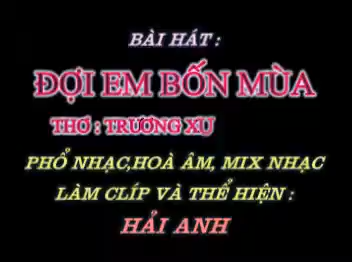 BÀI HÁT :
ĐỢI EM BỐN MÙA
THƠ : TRƯƠNG XỤ
PHỔ NHẠC,HOÀ ÂM, MIX NHẠC
LÀM CLÍP VÀ THỂ HIỆN :
HẢI ANH